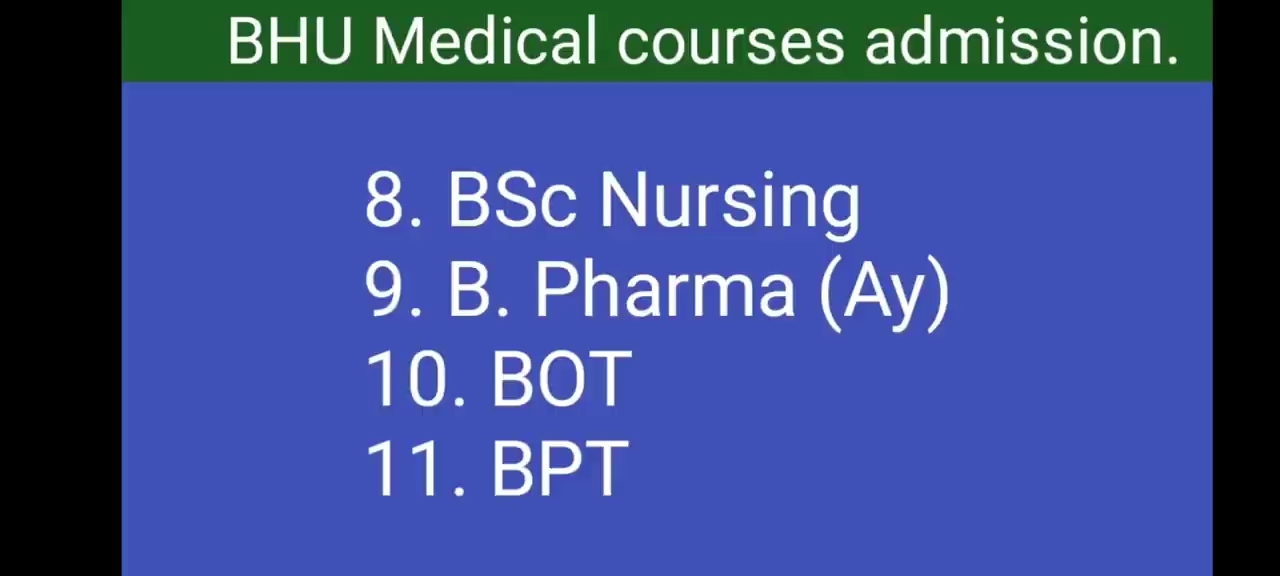 BHU Medical courses admission.
8. BSc Nursing
9. B. Pharma (Ay)
10. BOT
11. BPT